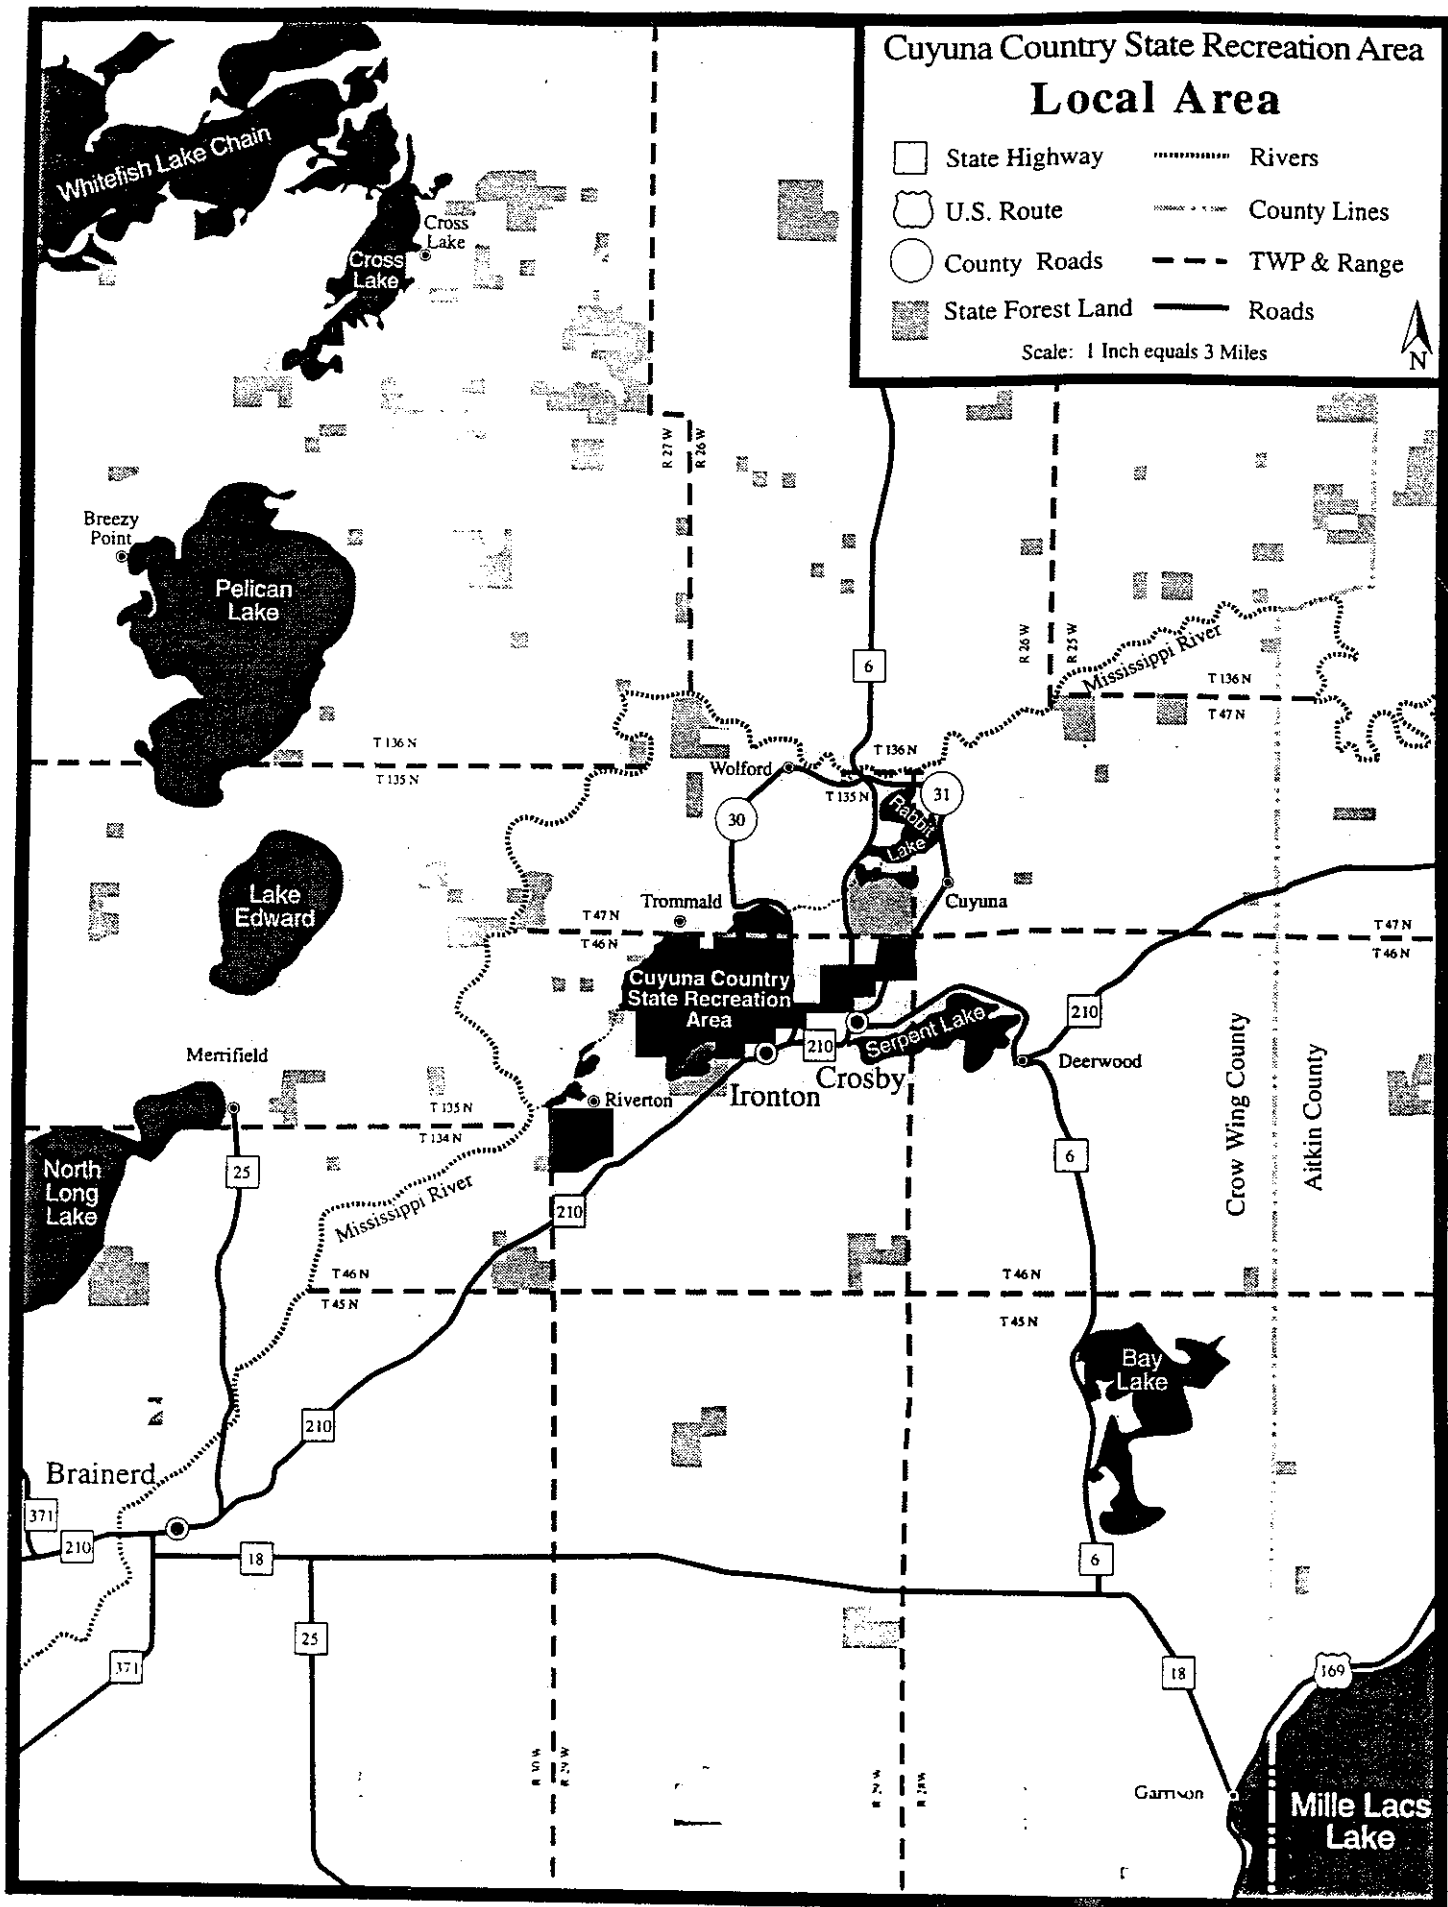 Cuyuna Country State Recreation Area
Local Area
State Highway
Rivers
U.S. Route
County Lines
County Roads
TWP & Range
State Forest Land
Roads
Scale: 1 Inch equals 3 Miles
N
Whitefish Lake Chain
Cross
Lake
Cross
Lake
R 27 W
R 26 W
Breezy
Point
Pelican
Lake
R 26 W
R 25 W
Mississippi River
6
T 136 N
T 47 N
T 136 N
T 135 N
T 136 N
Wolford
T 135 N
31
30
Rabbit
Lake
Lake
Edward
Trommald
Cuyuna
T 47 N
T 46 N
T 47 N
T 46 N
Cuyuna Country
State Recreation
Area
210
Serpent Lake
210
Deerwood
Merrifield
Crosby
Ironton
Riverton
T 135 N
T 134 N
Crow Wing County
Aitkin County
North
Long
Lake
25
6
Mississippi River
210
T 46 N
T 45 N
T 46 N
T 45 N
Bay
Lake
210
Brainerd
371
210
18
6
25
371
18
169
R 30 W
R 29 W
R 29 W
R 28 W
Garrison
Mille Lacs
Lake